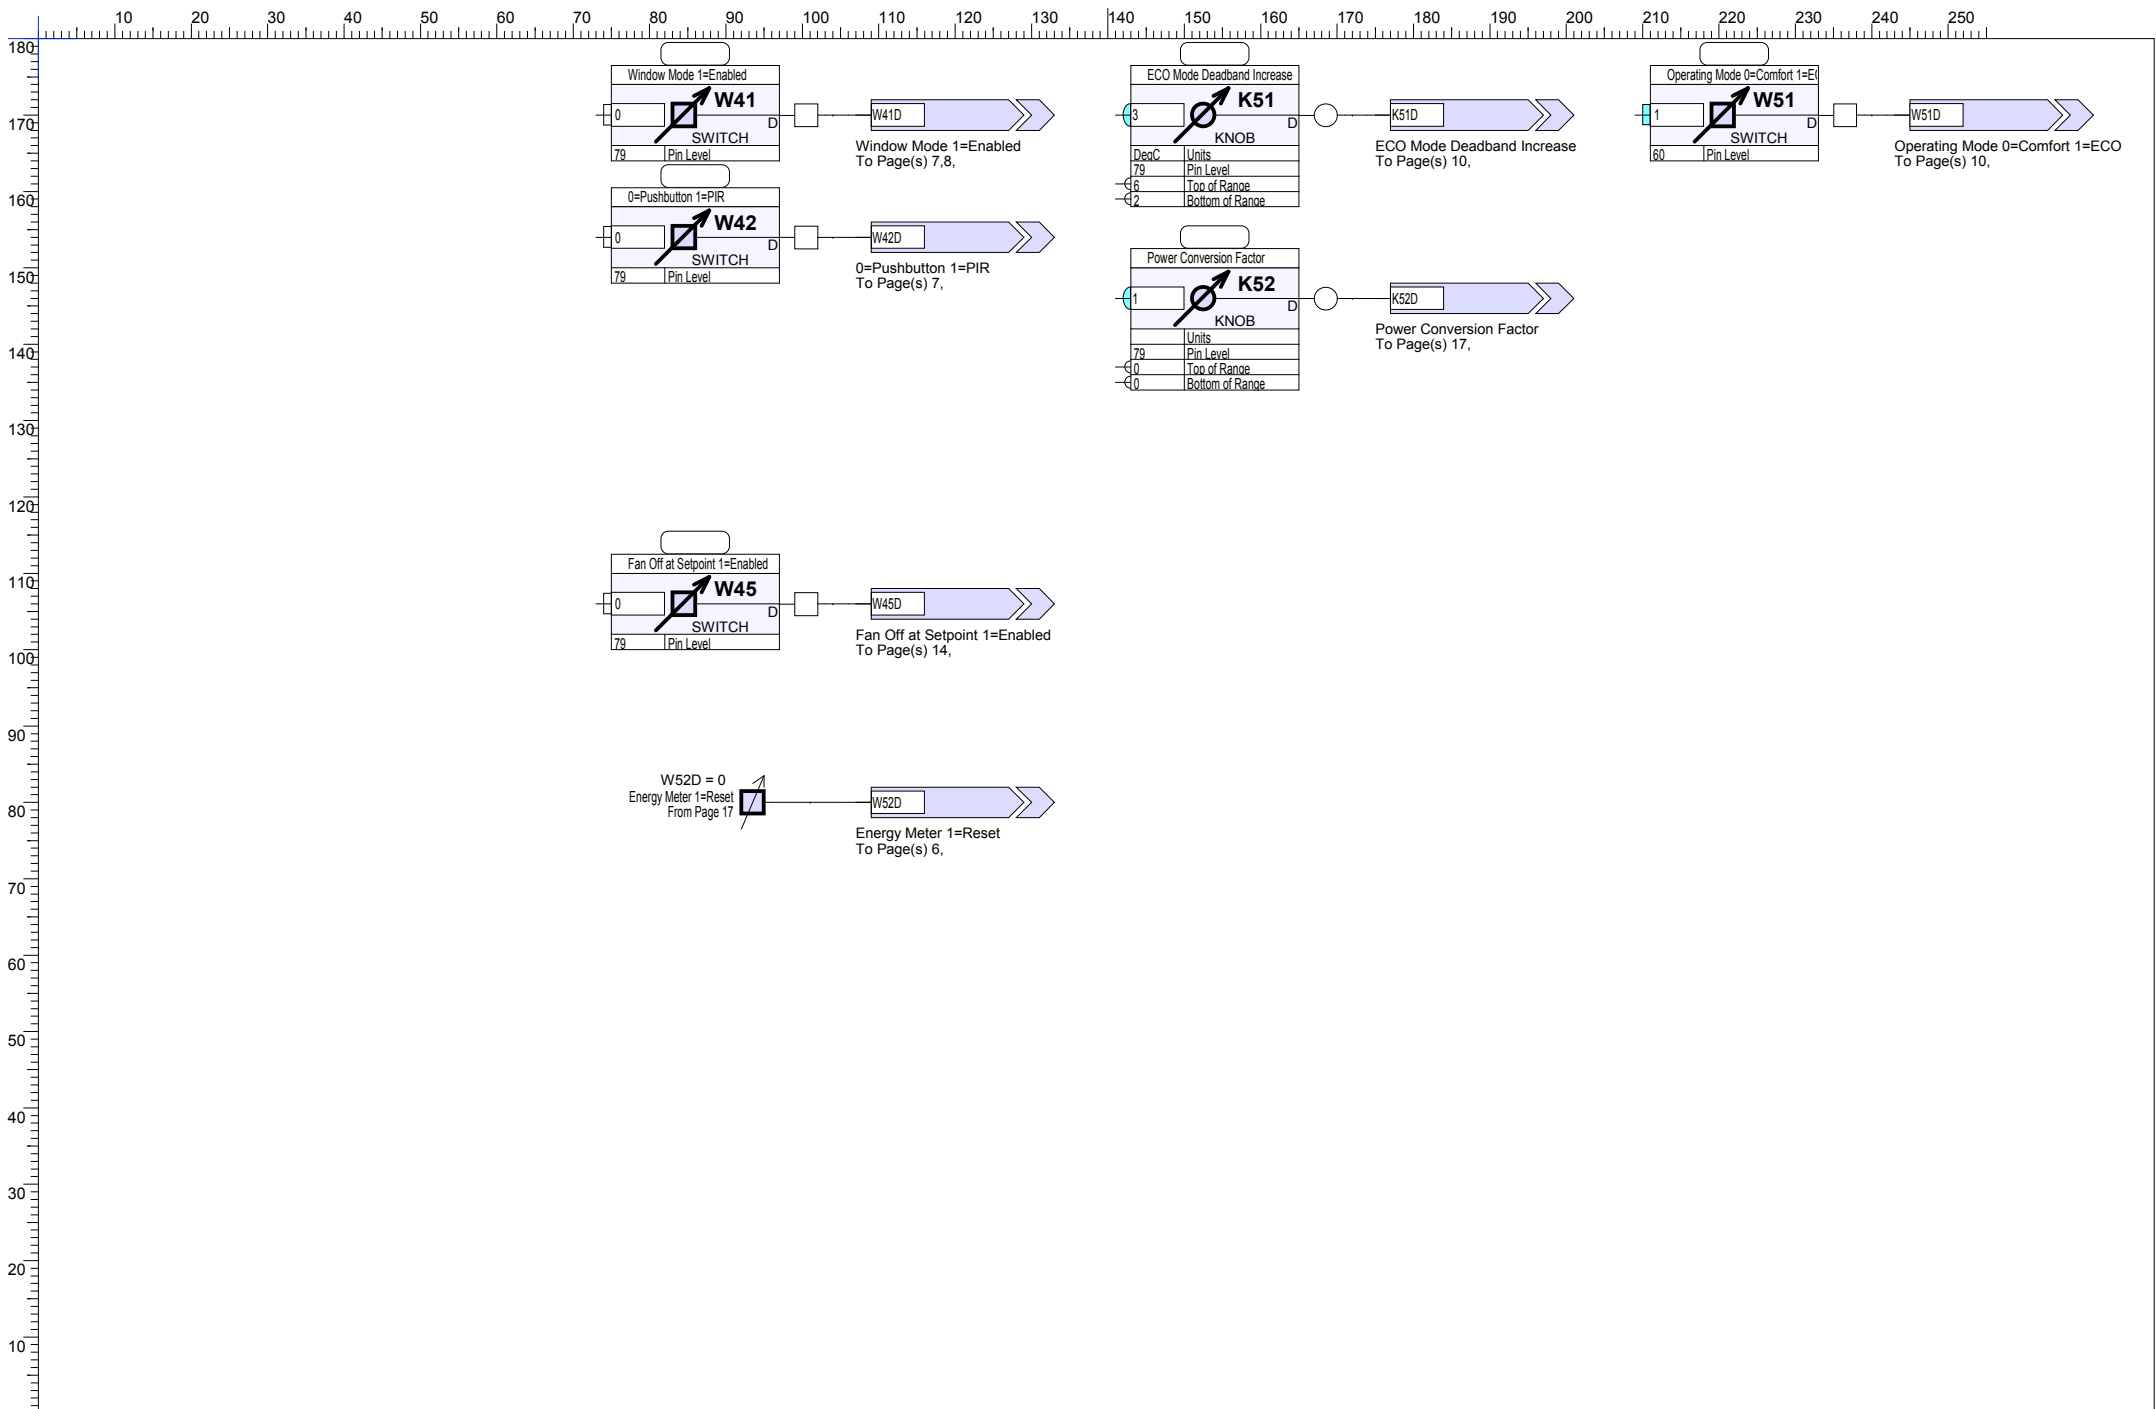 10 20 30 40 50 60 70 80 90 100 110 120 130 140 150 160 170 180 190 200 210 220 230 240 250
180
170
160
150
140
130
120
110
100
90
80
70
60
50
40
30
20
10
Window Mode 1=Enabled
W41
0
D
SWITCH
79 Pin Level
W41D
Window Mode 1=Enabled
To Page(s) 7,8,
0=Pushbutton 1=PIR
W42
0
D
SWITCH
79 Pin Level
W42D
0=Pushbutton 1=PIR
To Page(s) 7,
Fan Off at Setpoint 1=Enabled
W45
0
D
SWITCH
79 Pin Level
W45D
Fan Off at Setpoint 1=Enabled
To Page(s) 14,
W52D = 0
Energy Meter 1=Reset
From Page 17
W52D
Energy Meter 1=Reset
To Page(s) 6,
ECO Mode Deadband Increase
K51
3
D
KNOB
DegC Units
79 Pin Level
6 Top of Range
2 Bottom of Range
K51D
ECO Mode Deadband Increase
To Page(s) 10,
Power Conversion Factor
K52
1
D
KNOB
Units
79 Pin Level
0 Top of Range
0 Bottom of Range
K52D
Power Conversion Factor
To Page(s) 17,
Operating Mode 0=Comfort 1=E
W51
1
D
SWITCH
60 Pin Level
W51D
Operating Mode 0=Comfort 1=ECO
To Page(s) 10,